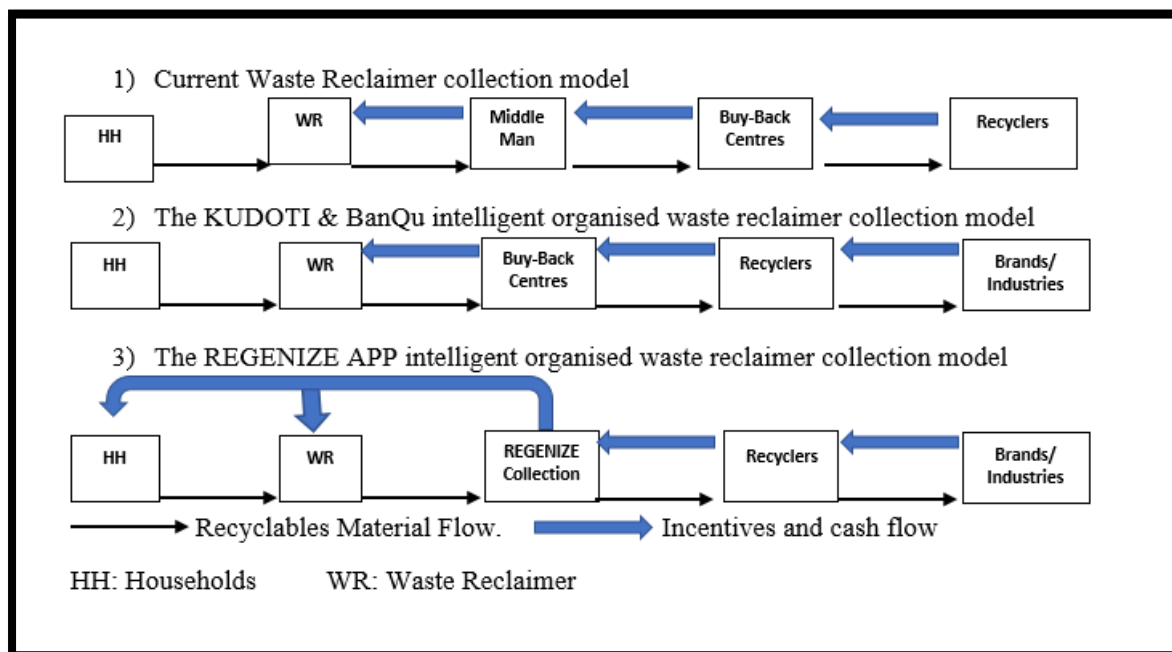 1) Current Waste Reclaimer collection model
HH
WR
Middle
Man
Buy-Back
Centres
Recyclers
2) The KUDOTI & BanQu intelligent organised waste reclaimer collection model
HH
WR
Buy-Back
Centres
Recyclers
Brands/
Industries
3) The REGENIZE APP intelligent organised waste reclaimer collection model
HH
WR
REGENIZE
Collection
Recyclers
Brands/
Industries
Recyclables Material Flow. Incentives and cash flow
HH: Households WR: Waste Reclaimer